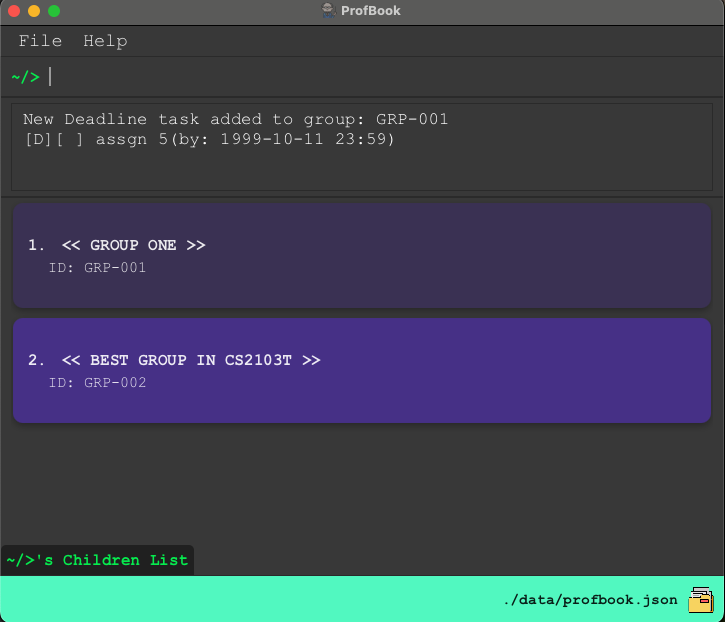 ProfBook
File Help
~/>
New Deadline task added to group: GRP-001
[D][ ] assgn 5(by: 1999-10-11 23:59)
1. << GROUP ONE >>
ID: GRP-001
2. << BEST GROUP IN CS2103T >>
ID: GRP-002
~/>'s Children List
./data/profbook.json